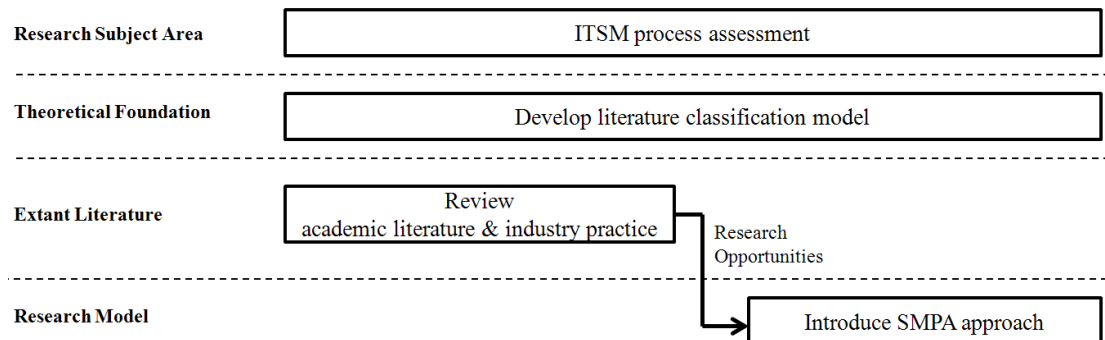 Research Subject Area
ITSM process assessment
Theoretical Foundation
Develop literature classification model
Extant Literature
Review
academic literature & industry practice
Research
Opportunities
Research Model
Introduce SMPA approach